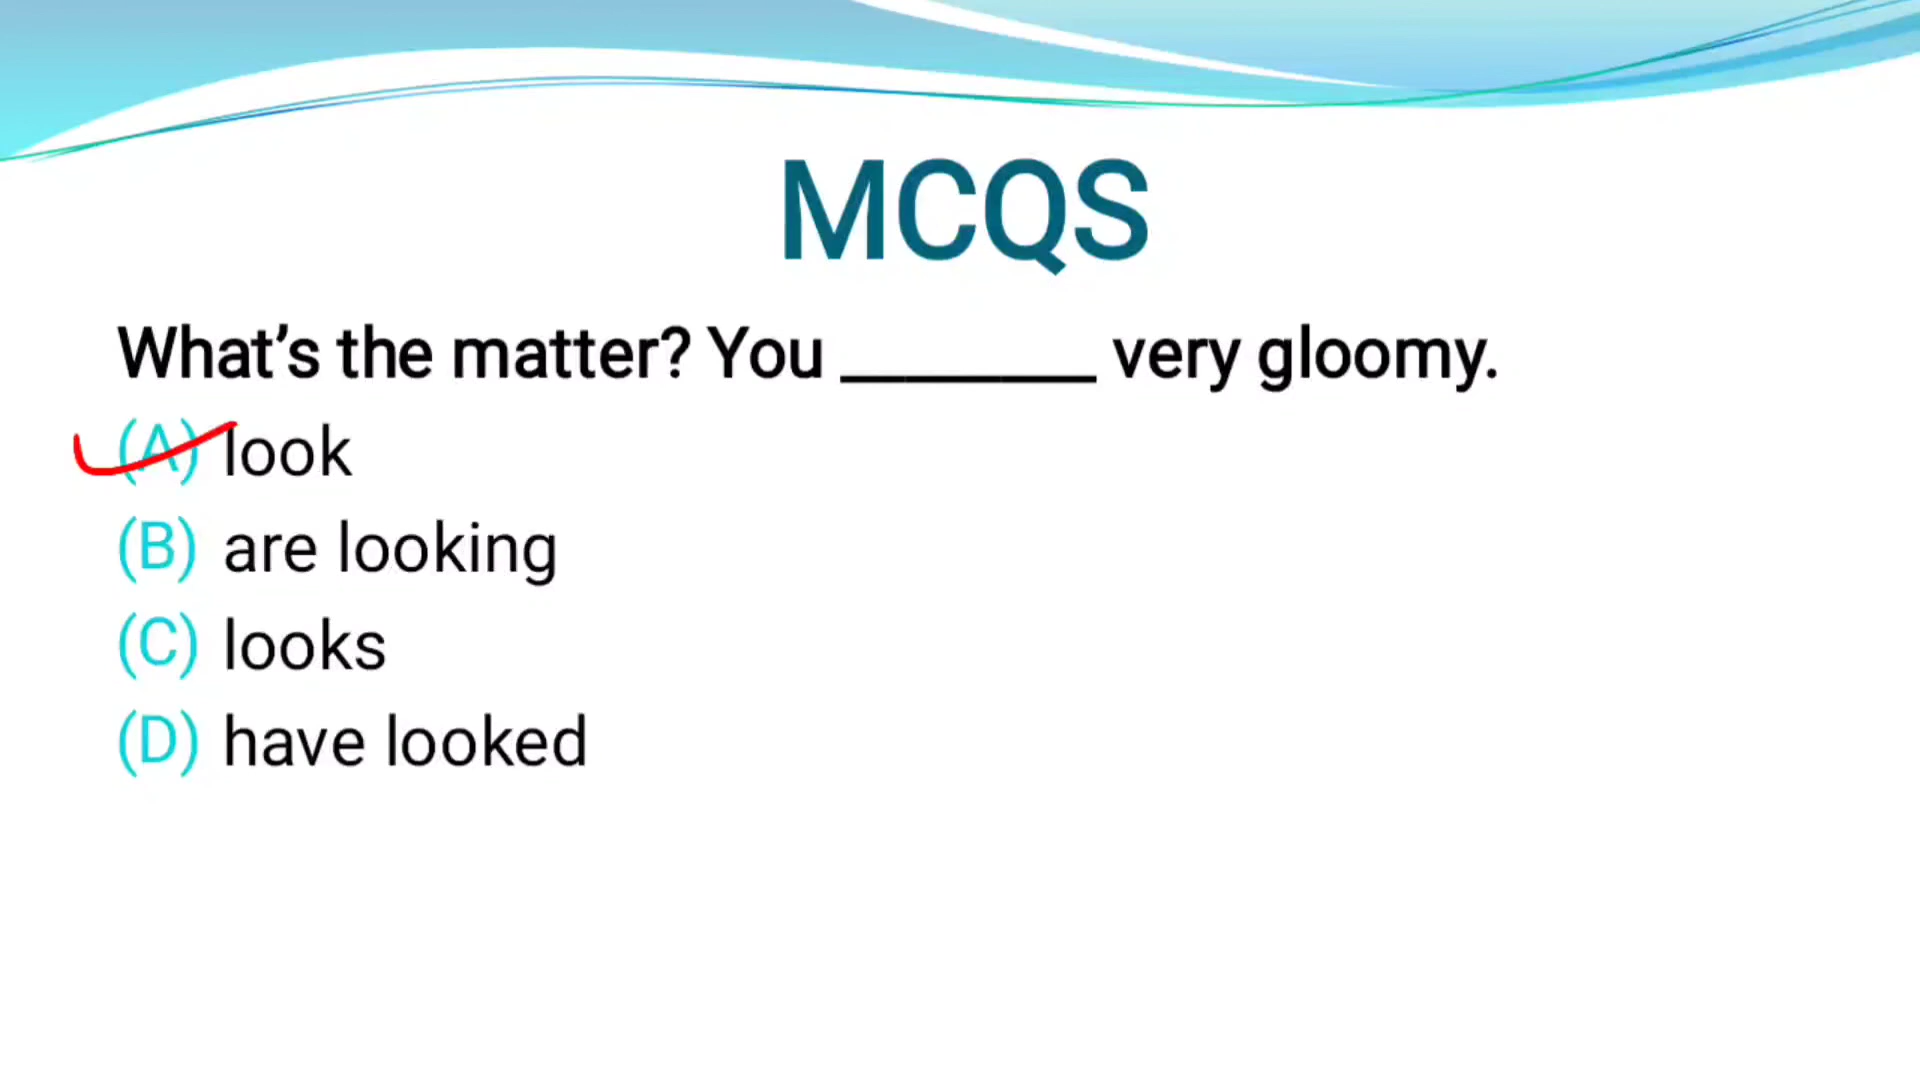 MCQS
What’s the matter? You ________ very gloomy.
(A) look
(B) are looking
(C) looks
(D) have looked